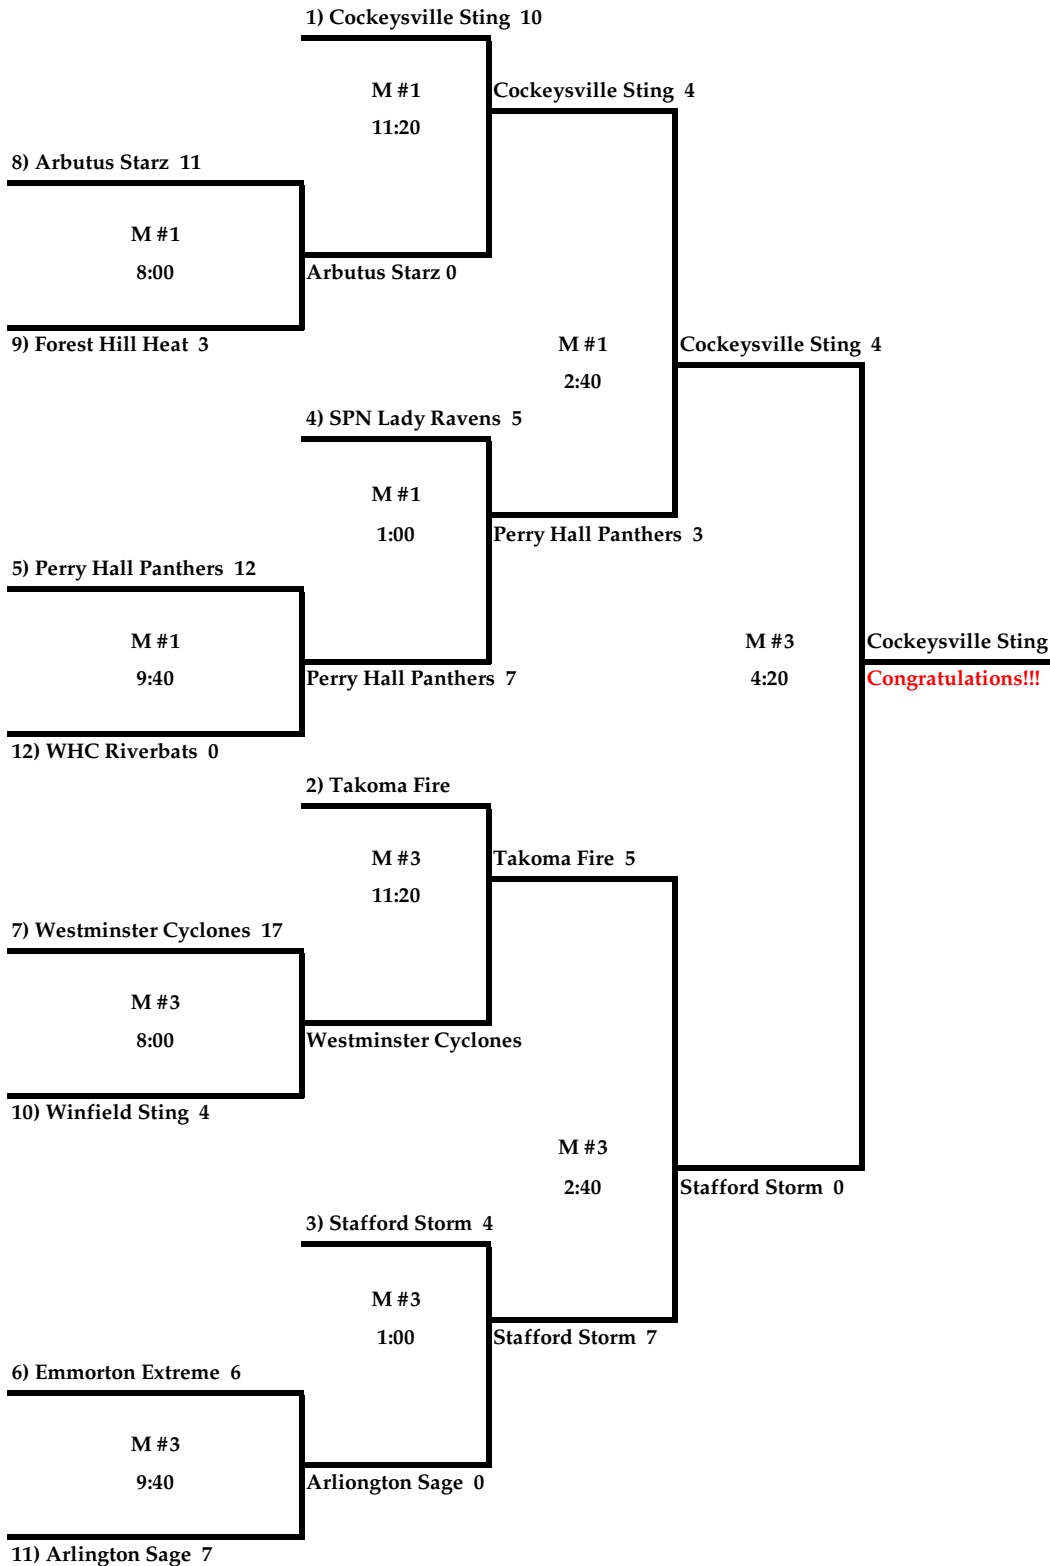 1) Cockeysville Sting  10
M #1
Cockeysville Sting  4
11:20
8) Arbutus Starz  11
M #1
8:00
Arbutus Starz 0
9) Forest Hill Heat  3
M #1
Cockeysville Sting  4
2:40
4) SPN Lady Ravens  5
M #1
1:00
Perry Hall Panthers  3
5) Perry Hall Panthers  12
M #1
9:40
Perry Hall Panthers  7
M #3
4:20
Cockeysville Sting
Congratulations!!!
12) WHC Riverbats  0
2) Takoma Fire
M #3
Takoma Fire  5
11:20
7) Westminster Cyclones  17
M #3
8:00
Westminster Cyclones
10) Winfield Sting  4
M #3
2:40
Stafford Storm  0
3) Stafford Storm  4
M #3
1:00
Stafford Storm  7
6) Emmorton Extreme  6
M #3
9:40
Arliongton Sage  0
11) Arlington Sage  7